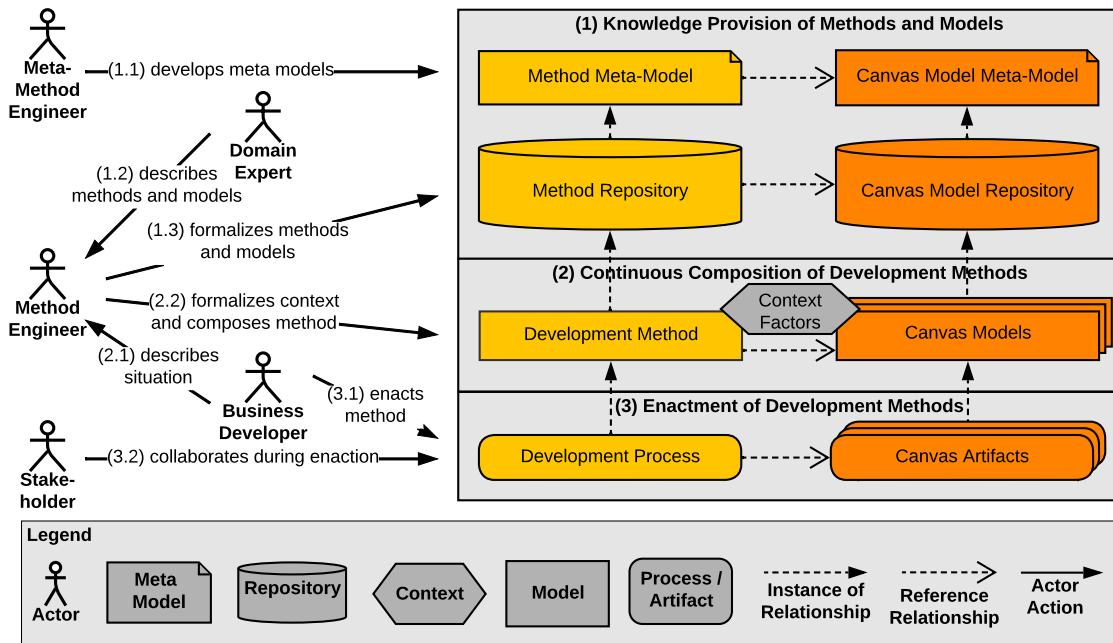 (1) Knowledge Provision of Methods and Models
Meta-
Method
Engineer
(1.1) develops meta models
Method Meta-Model
Canvas Model Meta-Model
Domain
Expert
(1.2) describes
methods and models
Method Repository
Canvas Model Repository
(1.3) formalizes methods
and models
(2) Continuous Composition of Development Methods
Method
Engineer
(2.2) formalizes context
and composes method
Context
Factors
Development Method
Canvas Models
(2.1) describes
situation
Business
Developer
(3.1) enacts
method
(3) Enactment of Development Methods
Stake-
holder
(3.2) collaborates during enaction
Development Process
Canvas Artifacts
Legend
Actor
Meta
Model
Repository
Context
Model
Process /
Artifact
Instance of
Relationship
Reference
Relationship
Actor
Action